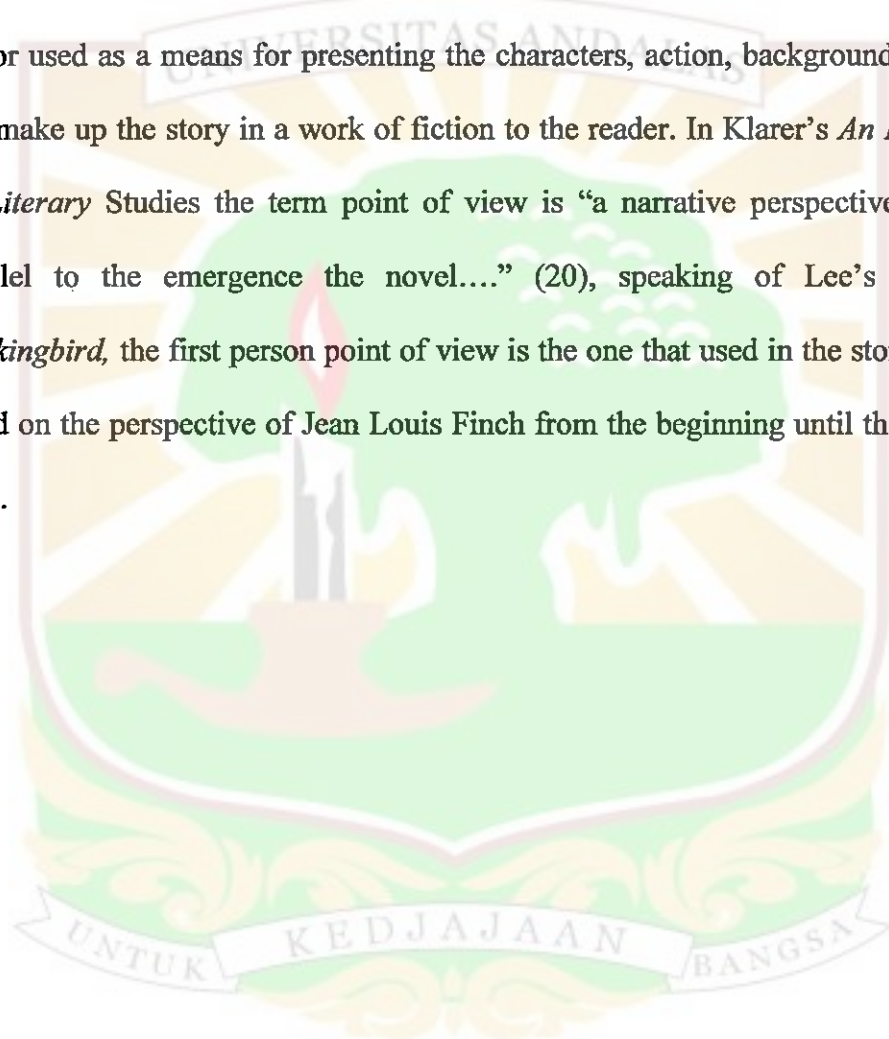 UNIVERSITAS ANDALAS
or used as a means for presenting the characters, action, background
make up the story in a work of fiction to the reader. In Klarer's An
Literary Studies the term point of view is “a narrative perspective
lel to the emergence the novel....” (20), speaking of Lee's
kingbird, the first person point of view is the one that used in the sto
d on the perspective of Jean Louis Finch from the beginning until th
.
UNTUK KEDJAJAAN BANGSA